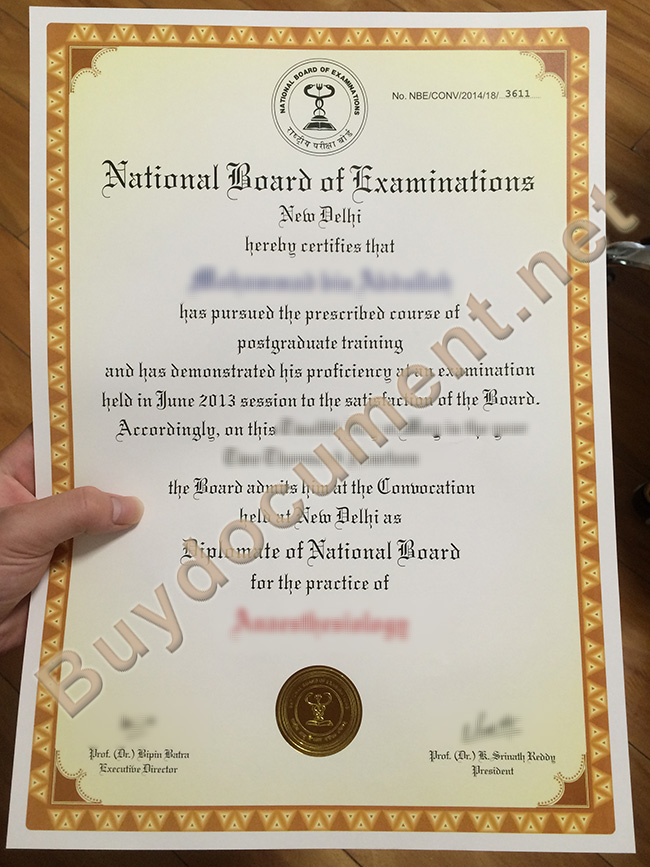 NATIONAL BOARD OF EXAMINATIONS
राष्ट्रीय परीक्षा बोर्ड
No. NBE/CONV/2014/18/ 3611
National Board of Examinations
New Delhi
hereby certifies that
has pursued the prescribed course of
postgraduate training
and has demonstrated his proficiency at an examination
held in June 2013 session to the satisfaction of the Board.
Accordingly, on this
the Board admits him at the Convocation
held at New Delhi as
Diplomate of National Board
for the practice of
Prof. (Dr.) Bipin Batra
Executive Director
Prof. (Dr.) K. Srinath Reddy
President
Buydocument.net